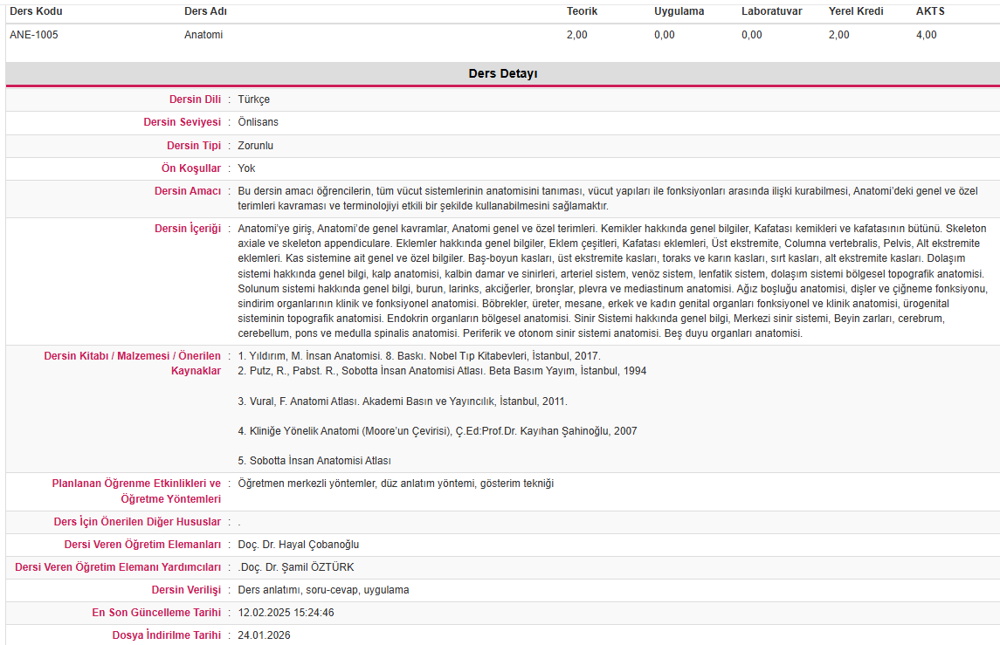 Ders Kodu Ders Adı Teorik Uygulama Laboratuvar Yerel Kredi AKTS
ANE-1005 Anatomi 2,00 0,00 0,00 2,00 4,00
Ders Detayı
Dersin Dili : Türkçe
Dersin Seviyesi : Önlisans
Dersin Tipi : Zorunlu
Ön Koşullar : Yok
Dersin Amacı : Bu dersin amacı öğrencilerin, tüm vücut sistemlerinin anatomisini tanıması, vücut yapıları ile fonksiyonları arasında ilişki kurabilmesi, Anatomi'deki genel ve özel
terimleri kavraması ve terminolojiyi etkili bir şekilde kullanabilmesini sağlamaktır.
Dersin İçeriği : Anatomi'ye giriş, Anatomi'de genel kavramlar, Anatomi genel ve özel terimleri. Kemikler hakkında genel bilgiler, Kafatası kemikleri ve kafatasının bütünü. Skeleton
axiale ve skeleton appendiculare. Eklemler hakkında genel bilgiler, Eklem çeşitleri, Kafatası eklemleri, Üst ekstremite, Columna vertebralis, Pelvis, Alt ekstremite
eklemleri. Kas sistemine ait genel ve özel bilgiler. Baş-boyun kasları, üst ekstremite kasları, toraks ve karın kasları, sırt kasları, alt ekstremite kasları. Dolaşım
sistemi hakkında genel bilgi, kalp anatomisi, kalbin damar ve sinirleri, arteriel sistem, venöz sistem, lenfatik sistem, dolaşım sistemi bölgesel topografik anatomisi.
Solunum sistemi hakkında genel bilgi, burun, larinks, akciğerler, bronşlar, plevra ve mediastinum anatomisi. Ağız boşluğu anatomisi, dişler ve çiğneme fonksiyonu,
sindirim organlarının klinik ve fonksiyonel anatomisi. Böbrekler, üreter, mesane, erkek ve kadın genital organları fonksiyonel ve klinik anatomisi, ürogenital
sisteminin topografik anatomisi. Endokrin organların bölgesel anatomisi. Sinir Sistemi hakkında genel bilgi, Merkezi sinir sistemi, Beyin zarları, cerebrum,
cerebellum, pons ve medulla spinalis anatomisi. Periferik ve otonom sinir sistemi anatomisi. Beş duyu organları anatomisi.
Dersin Kitabı / Malzemesi / Önerilen : 1. Yıldırım, M. İnsan Anatomisi. 8. Baskı. Nobel Tıp Kitabevleri, İstanbul, 2017.
Kaynaklar 2. Putz, R., Pabst. R., Sobotta İnsan Anatomisi Atlası. Beta Basım Yayım, İstanbul, 1994
3. Vural, F. Anatomi Atlası. Akademi Basın ve Yayıncılık, İstanbul, 2011.
4. Kliniğe Yönelik Anatomi (Moore'un Çevirisi), Ç.Ed:Prof.Dr. Kayıhan Şahinoğlu, 2007
5. Sobotta İnsan Anatomisi Atlası
Planlanan Öğrenme Etkinlikleri ve : Öğretmen merkezli yöntemler, düz anlatım yöntemi, gösterim tekniği
Öğretme Yöntemleri
Ders İçin Önerilen Diğer Hususlar : .
Dersi Veren Öğretim Elemanları : Doç. Dr. Hayal Çobanoğlu
Dersi Veren Öğretim Elemanı Yardımcıları : .Doç. Dr. Şamil ÖZTÜRK
Dersin Verilişi : Ders anlatımı, soru-cevap, uygulama
En Son Güncelleme Tarihi : 12.02.2025 15:24:46
Dosya İndirilme Tarihi : 24.01.2026